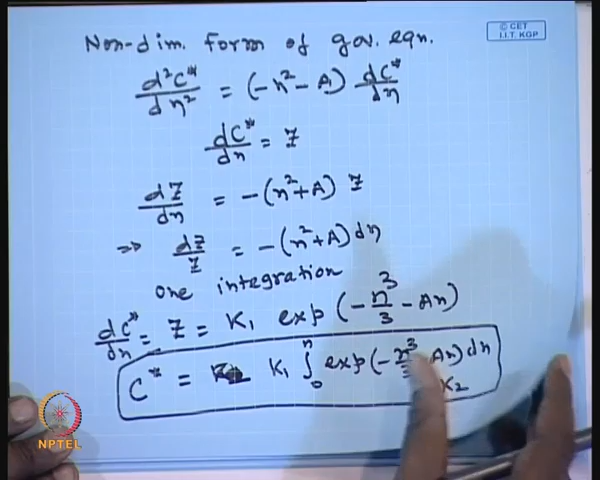 Non-dim. form of gov. eqn.
© CET
I.I.T. KGP
d²C*/dη² = (-η² - A) dC*/dη
dC*/dη = Z
dZ/dη = -(η² + A) Z
⇒ dZ/Z = -(η² + A) dη
one integration
dC*/dη = Z = K₁ exp (-η³/3 - Aη)
C* = K₁ ∫₀^η exp(-η³/3 - Aη) dη
K₂
NPTEL